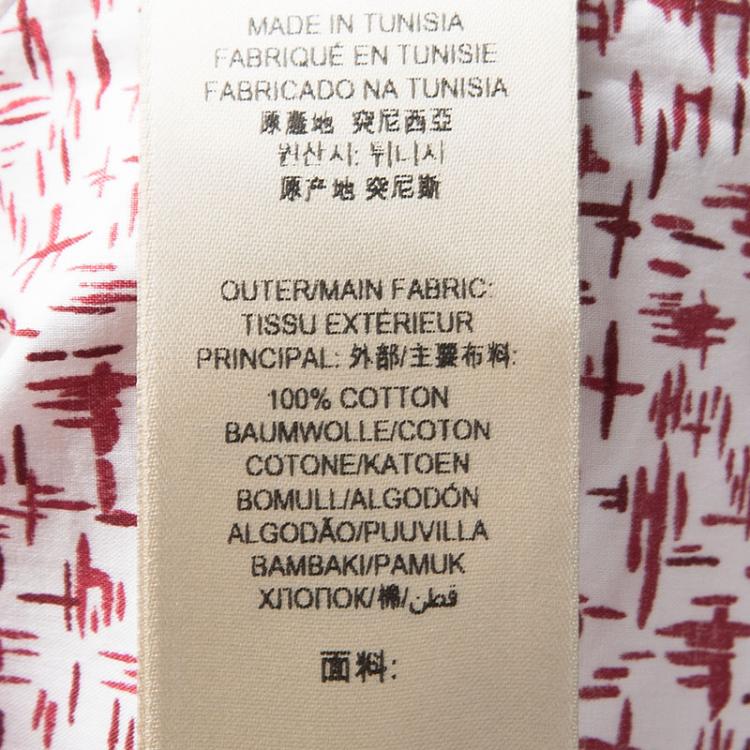 MADE IN TUNISIA
FABRIQUÉ EN TUNISIE
FABRICADO NA TUNISIA
原產地 突尼西亞
원산지: 튀니지
原产地 突尼斯
OUTER/MAIN FABRIC:
TISSU EXTÉRIEUR
PRINCIPAL: 外部/主要布料:
100% COTTON
BAUMWOLLE/COTON
COTONE/KATOEN
BOMULL/ALGODÓN
ALGODÃO/PUUVILLA
BAMBAKI/PAMUK
ХЛОПОК/棉/قطن
面料: